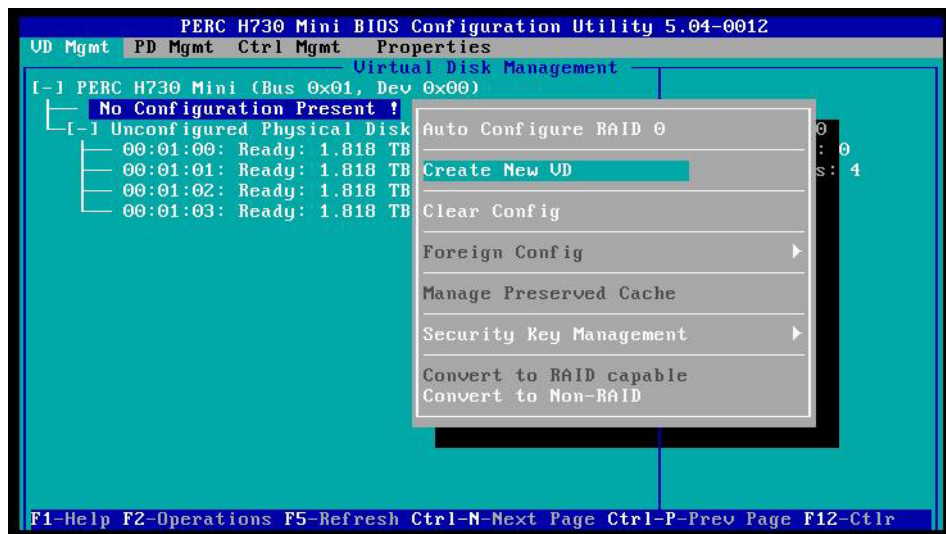 PERC H730 Mini BIOS Configuration Utility 5.04-0012
VD Mgmt PD Mgmt Ctrl Mgmt Properties
Virtual Disk Management
[-] PERC H730 Mini (Bus 0x01, Dev 0x00)
No Configuration Present !
[-] Unconfigured Physical Disk
00:01:00: Ready: 1.818 TB
00:01:01: Ready: 1.818 TB
00:01:02: Ready: 1.818 TB
00:01:03: Ready: 1.818 TB
Auto Configure RAID 0
Create New VD
Clear Config
Foreign Config
Manage Preserved Cache
Security Key Management
Convert to RAID capable
Convert to Non-RAID
0
: 0
s: 4
F1-Help F2-Operations F5-Refresh Ctrl-N-Next Page Ctrl-P-Prev Page F12-Ctlr